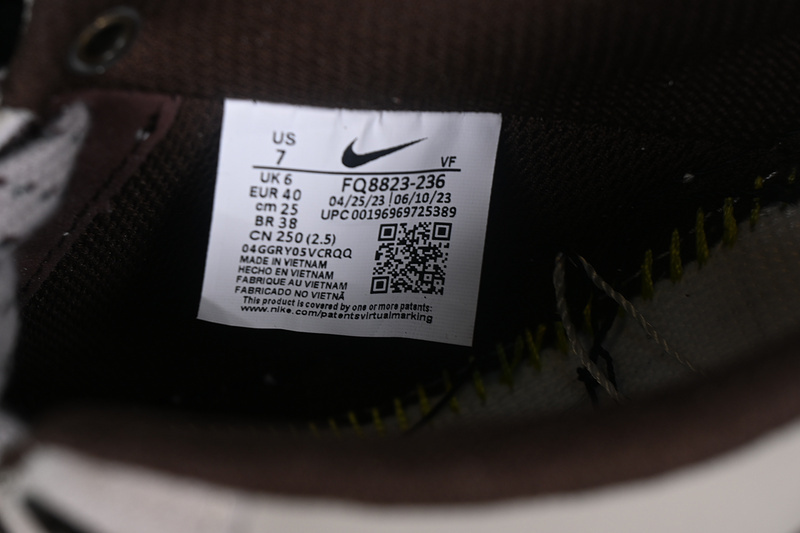 US
7
VF
UK 6
EUR 40
cm 25
BR 38
CN 250 (2.5)
FQ8823-236
04/25/23 | 06/10/23
UPC 00196969725389
04GGRY05VCRQQ
MADE IN VIETNAM
HECHO EN VIETNAM
FABRIQUE AU VIETNAM
FABRICADO NO VIETNÃ
This product is covered by one or more patents:
www.nike.com/patentsvirtualmarking